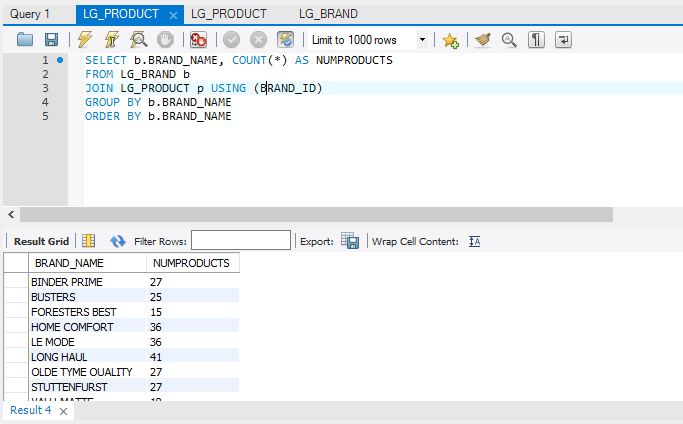 Query 1 LG_PRODUCT LG_PRODUCT LG_BRAND
Limit to 1000 rows
1 SELECT b.BRAND_NAME, COUNT(*) AS NUMPRODUCTS
2 FROM LG_BRAND b
3 JOIN LG_PRODUCT p USING (BRAND_ID)
4 GROUP BY b.BRAND_NAME
5 ORDER BY b.BRAND_NAME
Result Grid Filter Rows: Export: Wrap Cell Content: IA
BRAND_NAME NUMPRODUCTS
BINDER PRIME 27
BUSTERS 25
FORESTERS BEST 15
HOME COMFORT 36
LE MODE 36
LONG HAUL 41
OLDE TYME QUALITY 27
STUTTENFURST 27
Result 4